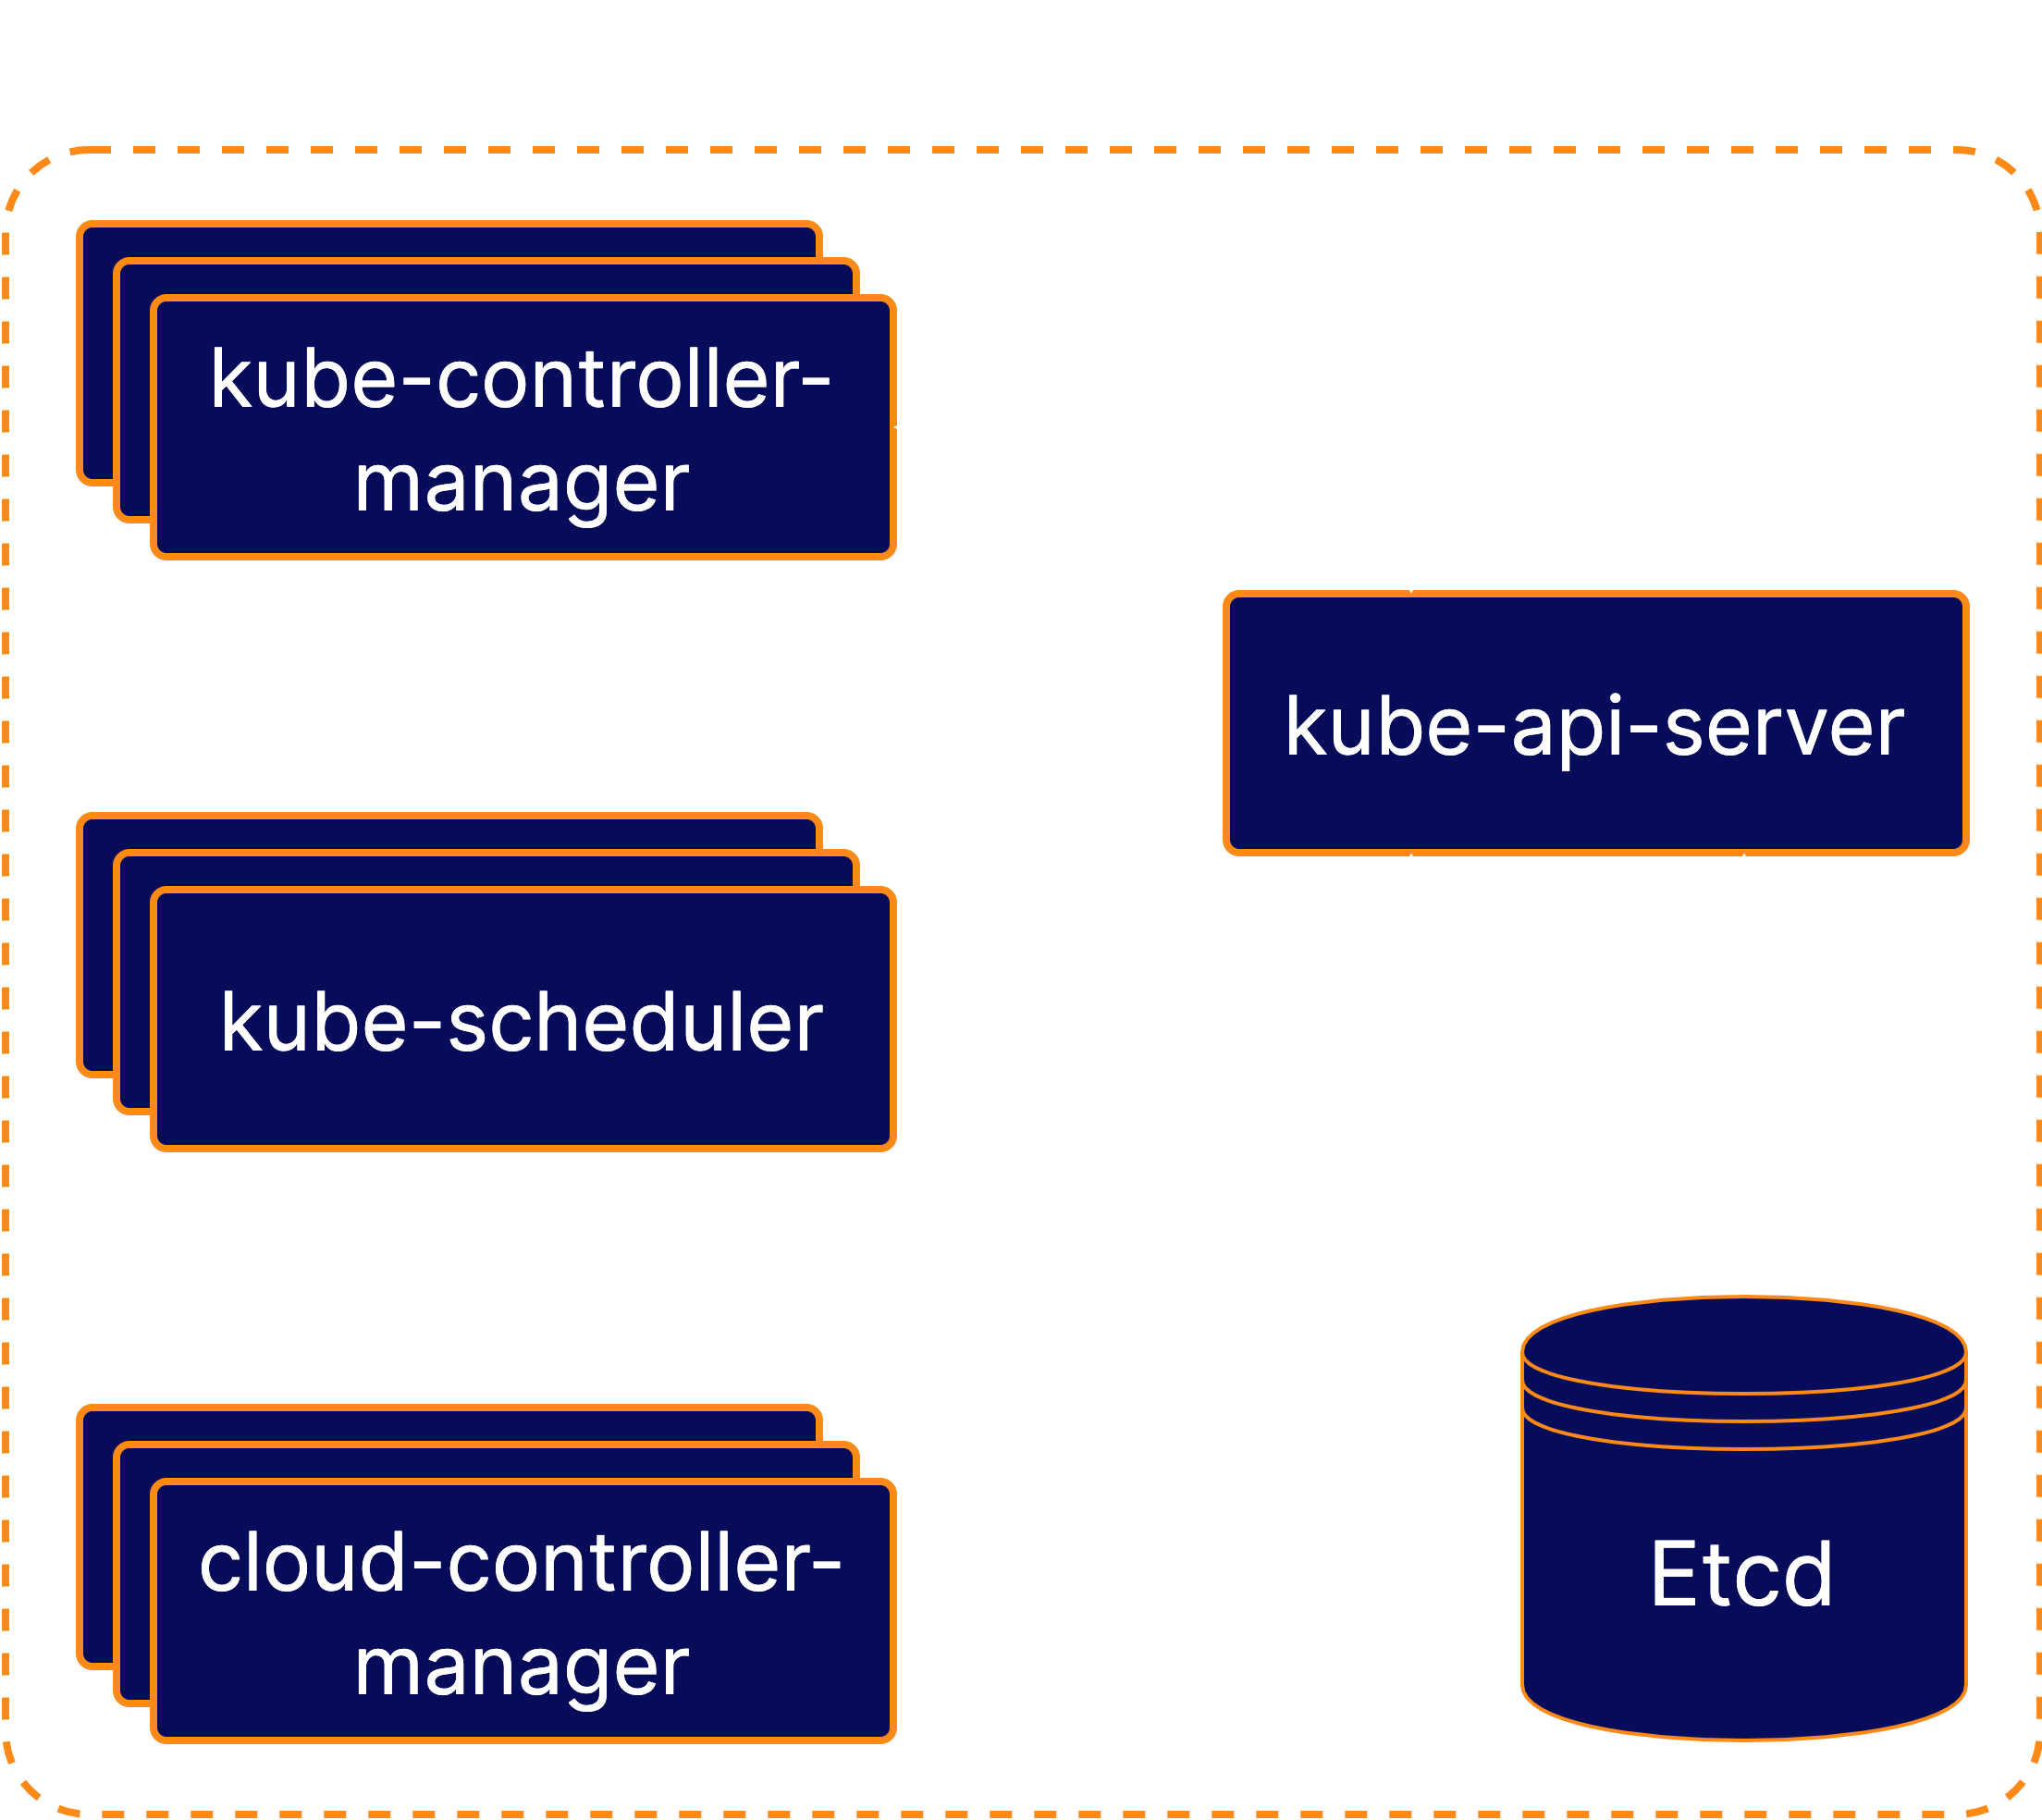 kube-controller-
manager
kube-api-server
kube-scheduler
cloud-controller-
manager
Etcd